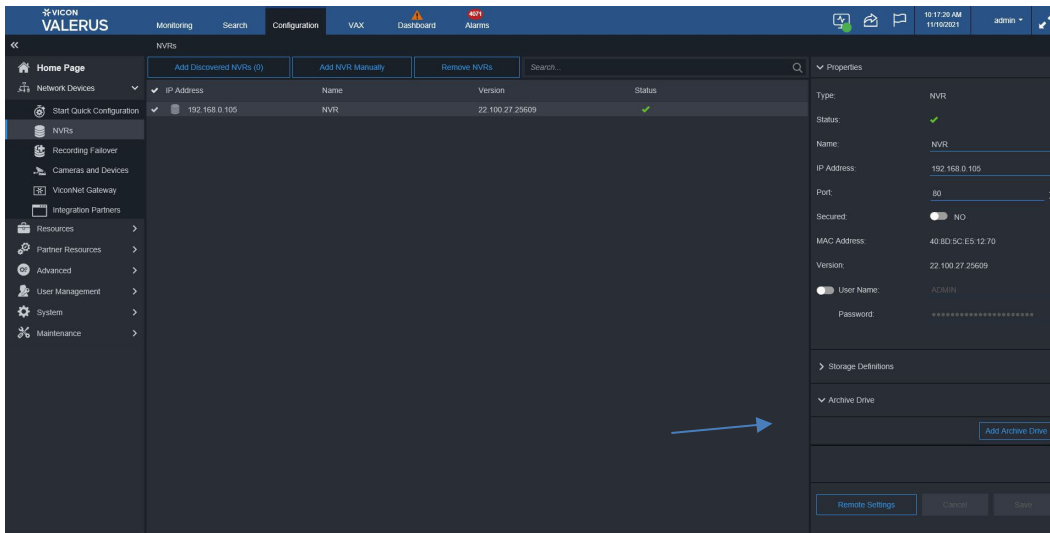 VICON
VALERUS
Monitoring
Search
Configuration
VAX
Dashboard
4071
Alarms
10:17:20 AM
11/10/2021
admin
NVRs
Home Page
Network Devices
Start Quick Configuration
NVRs
Recording Failover
Cameras and Devices
ViconNet Gateway
Integration Partners
Resources
Partner Resources
Advanced
User Management
System
Maintenance
Add Discovered NVRs (0)
Add NVR Manually
Remove NVRs
Search...
IP Address Name Version Status
192.168.0.105 NVR 22.100.27.25609
Properties
Type: NVR
Status:
Name: NVR
IP Address: 192.168.0.105
Port: 80
Secured: NO
MAC Address: 40:8D:5C:E5:12:70
Version: 22.100.27.25609
User Name: ADMIN
Password: **********************
Storage Definitions
Archive Drive
Add Archive Drive
Remote Settings
Cancel
Save